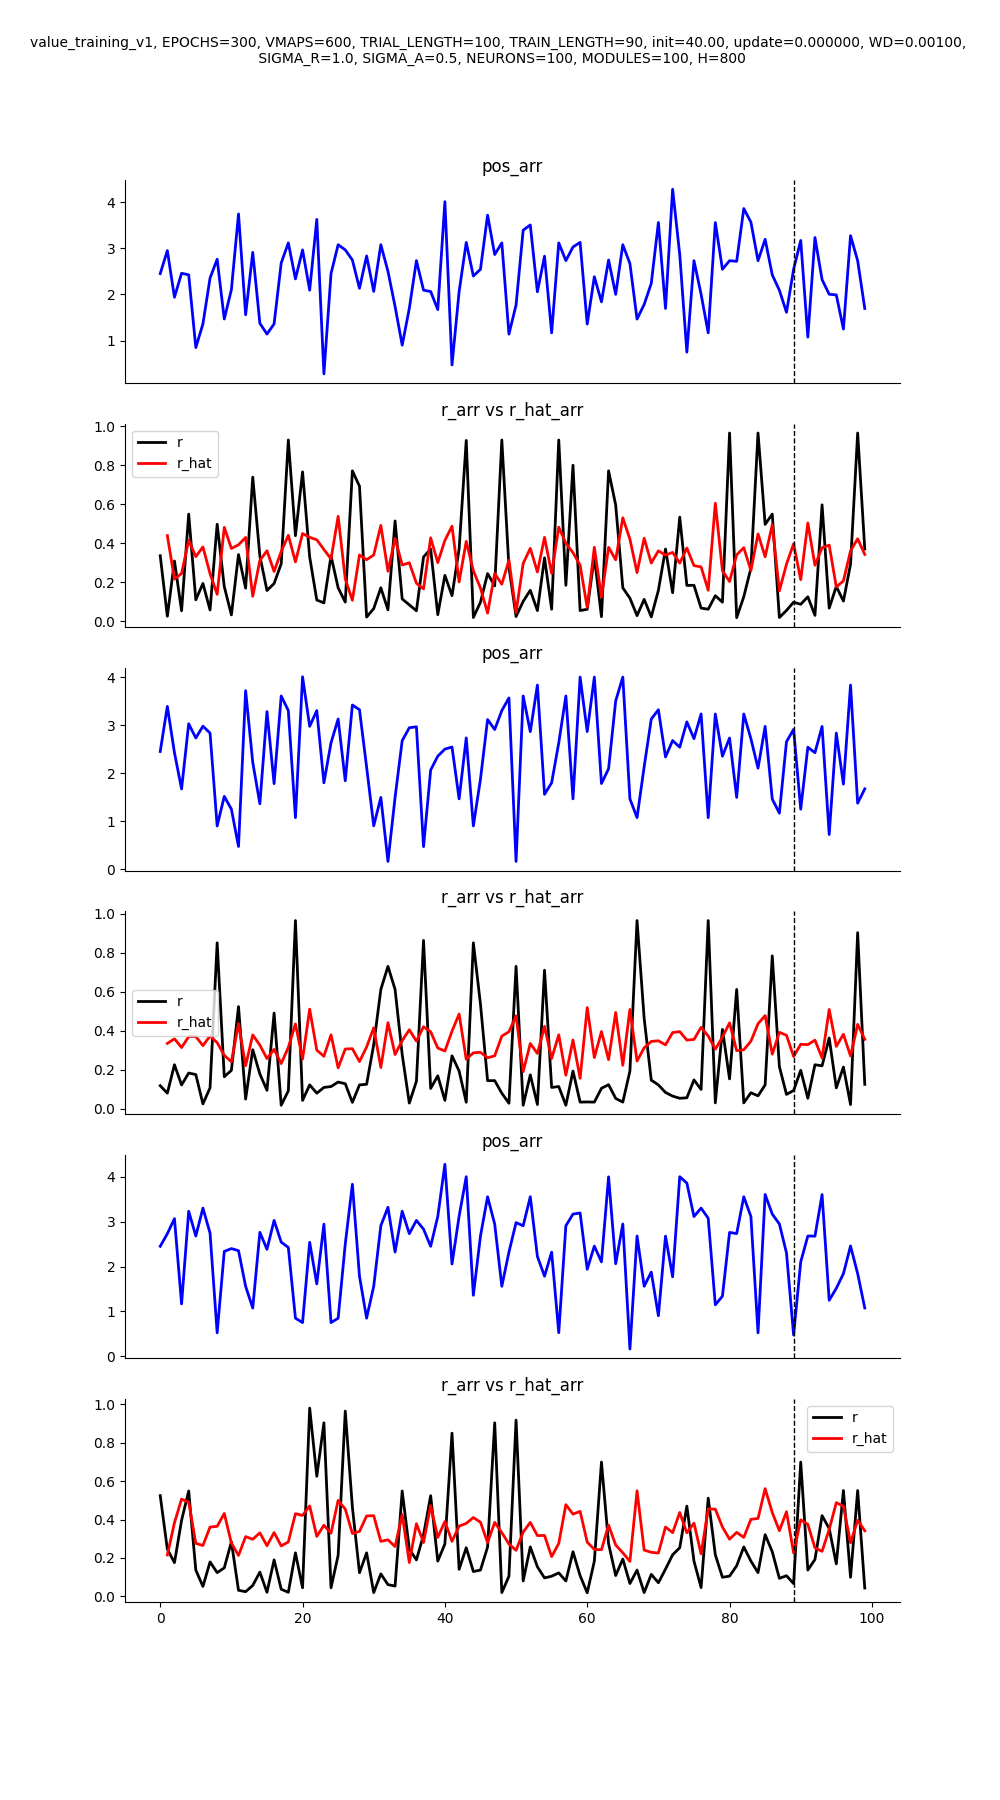 value_training_v1, EPOCHS=300, VMAPS=600, TRIAL_LENGTH=100, TRAIN_LENGTH=90, init=40.00, update=0.000000, WD=0.00100,
SIGMA_R=1.0, SIGMA_A=0.5, NEURONS=100, MODULES=100, H=800
pos_arr
4
3
2
1
r_arr vs r_hat_arr
1.0
0.8
0.6
0.4
0.2
0.0
r
r_hat
pos_arr
4
3
2
1
0
r_arr vs r_hat_arr
1.0
0.8
0.6
0.4
0.2
0.0
r
r_hat
pos_arr
4
3
2
1
0
r_arr vs r_hat_arr
1.0
0.8
0.6
0.4
0.2
0.0
r
r_hat
0 20 40 60 80 100